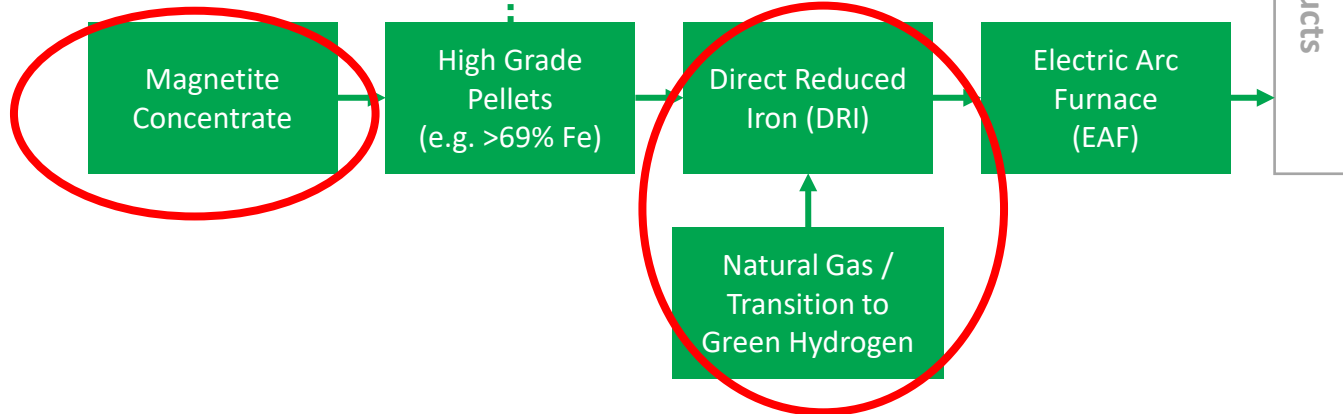 Magnetite
Concentrate
High Grade
Pellets
(e.g. >69% Fe)
Direct Reduced
Iron (DRI)
Electric Arc
Furnace
(EAF)
Natural Gas /
Transition to
Green Hydrogen